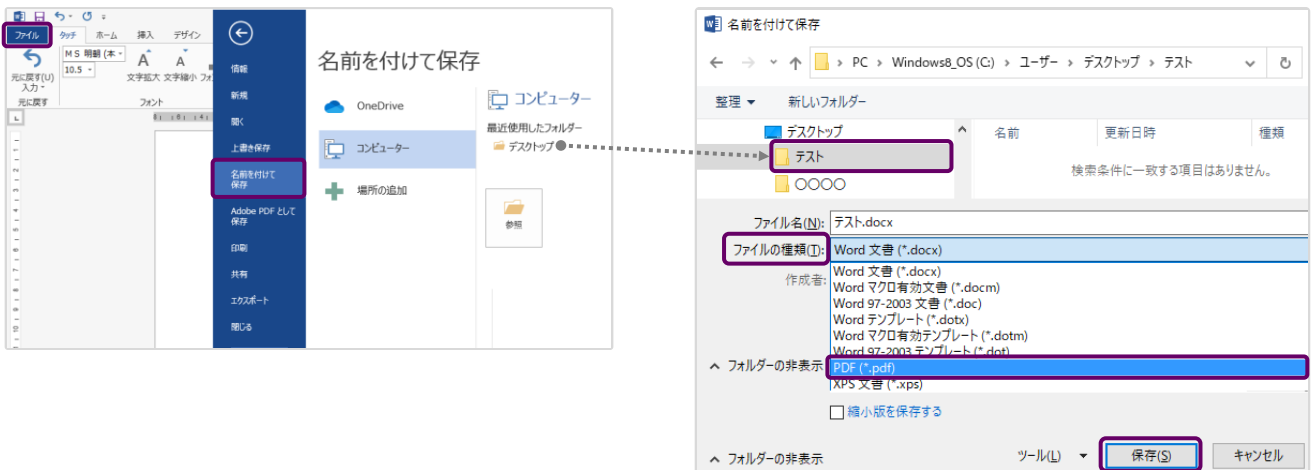 ファイル タッチ ホーム 挿入 デザイン
元に戻す(U)
入力・
元に戻す
MS 明朝 (本
10.5
A A
文字拡大 文字縮小 フォ
フォント
情報
新規
開く
上書き保存
名前を付けて
保存
Adobe PDF として
保存
印刷
共有
エクスポート
閉じる
名前を付けて保存
OneDrive
コンピューター
場所の追加
コンピューター
最近使用したフォルダー
デスクトップ
参照
名前を付けて保存
PC › Windows8_OS (C:) › ユーザー › デスクトップ › テスト
整理 新しいフォルダー
デスクトップ
テスト
〇〇〇〇
名前 更新日時 種類
検索条件に一致する項目はありません。
ファイル名(N): テスト.docx
ファイルの種類(T): Word 文書 (*.docx)
作成者:
Word 文書 (*.docx)
Word マクロ有効文書 (*.docm)
Word 97-2003 文書 (*.doc)
Word テンプレート (*.dotx)
Word マクロ有効テンプレート (*.dotm)
Word 97-2003 テンプレート (*.dot)
PDF (*.pdf)
XPS 文書 (*.xps)
フォルダーの非表示
縮小版を保存する
フォルダーの非表示
ツール(L) 保存(S) キャンセル